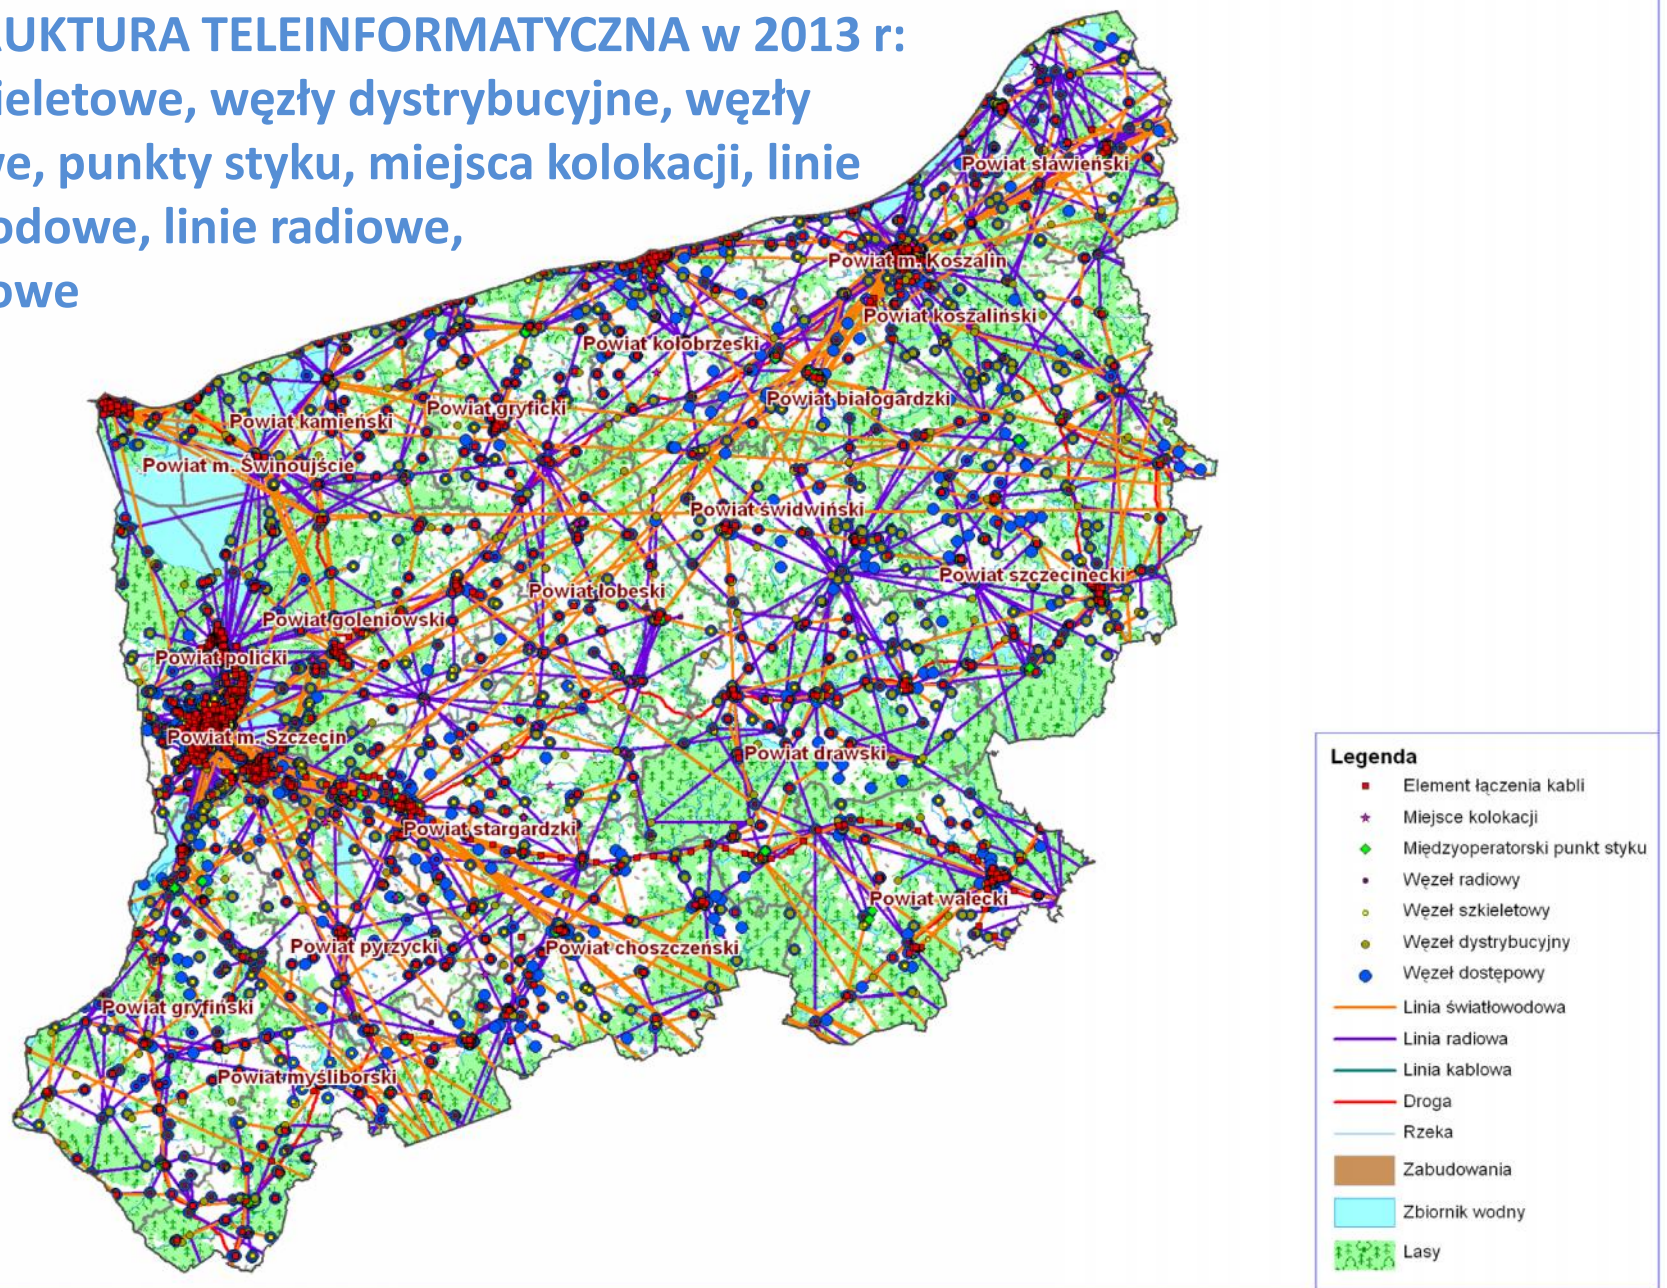 UKTURA TELEINFORMATYCZNA w 2013 r:
ieletowe, węzły dystrybucyjne, węzły
we, punkty styku, miejsca kolokacji, linie
odowe, linie radiowe,
owe
Powiat sławieński
Powiat m. Koszalin
Powiat koszaliński
Powiat kołobrzeski
Powiat białogardzki
Powiat gryficki
Powiat kamieński
Powiat m. Świnoujście
Powiat świdwiński
Powiat szczecinecki
Powiat łobeski
Powiat goleniowski
Powiat policki
Powiat m. Szczecin
Powiat drawski
Powiat stargardzki
Powiat wałecki
Powiat pyrzycki
Powiat choszczeński
Powiat gryfiński
Powiat myśliborski
Legenda
Element łączenia kabli
Miejsce kolokacji
Międzyoperatorski punkt styku
Węzeł radiowy
Węzeł szkieletowy
Węzeł dystrybucyjny
Węzeł dostępowy
Linia światłowodowa
Linia radiowa
Linia kablowa
Droga
Rzeka
Zabudowania
Zbiornik wodny
Lasy